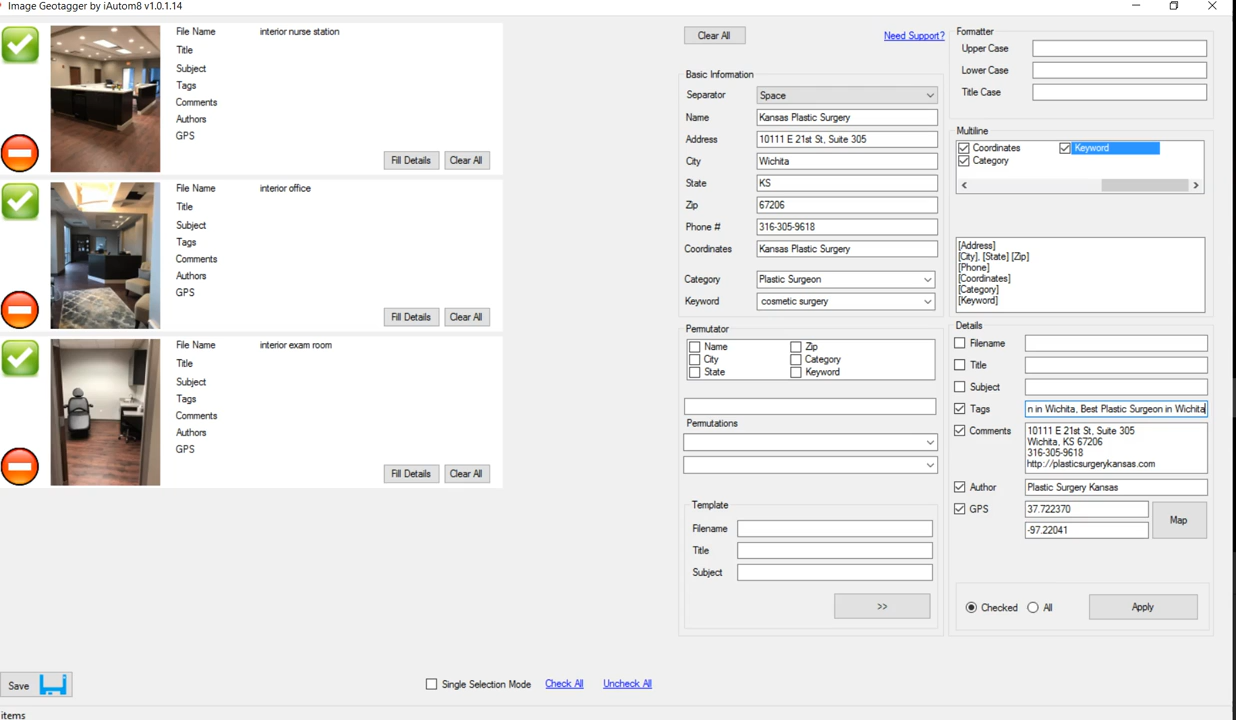 Image Geotagger by iAutom8 v1.0.1.14
File Name interior nurse station
Title
Subject
Tags
Comments
Authors
GPS
Fill Details Clear All
File Name interior office
Title
Subject
Tags
Comments
Authors
GPS
Fill Details Clear All
File Name interior exam room
Title
Subject
Tags
Comments
Authors
GPS
Fill Details Clear All
Save
items
Single Selection Mode Check All Uncheck All
Clear All Need Support?
Basic Information
Separator Space
Name Kansas Plastic Surgery
Address 10111 E 21st St, Suite 305
City Wichita
State KS
Zip 67206
Phone # 316-305-9618
Coordinates Kansas Plastic Surgery
Category Plastic Surgeon
Keyword cosmetic surgery
Permutator
Name Zip
City Category
State Keyword
Permutations
Template
Filename
Title
Subject
>>
Formatter
Upper Case
Lower Case
Title Case
Multiline
Coordinates Keyword
Category
[Address]
[City], [State] [Zip]
[Phone]
[Coordinates]
[Category]
[Keyword]
Details
Filename
Title
Subject
Tags n in Wichita, Best Plastic Surgeon in Wichita
Comments 10111 E 21st St, Suite 305
Wichita, KS 67206
316-305-9618
http://plasticsurgerykansas.com
Author Plastic Surgery Kansas
GPS 37.722370
-97.22041
Map
Checked All Apply